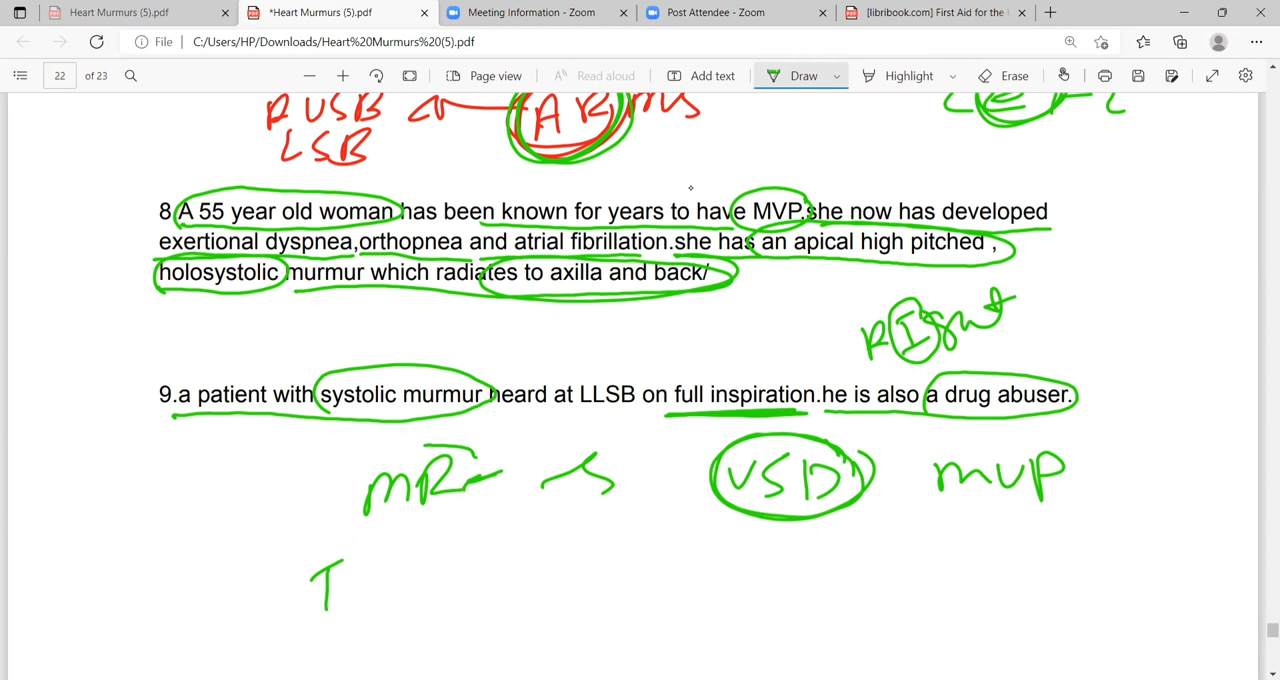 Heart Murmurs (5).pdf
*Heart Murmurs (5).pdf
Meeting Information - Zoom
Post Attendee - Zoom
[libribook.com] First Aid for the
File C:/Users/HP/Downloads/Heart%20Murmurs%20(5).pdf
22 of 23
Page view
Read aloud
Add text
Draw
Highlight
Erase
RUSB AR, ms
LSB
8 A 55 year old woman has been known for years to have MVP.she now has developed
exertional dyspnea,orthopnea and atrial fibrillation.she has an apical high pitched ,
holosystolic murmur which radiates to axilla and back/
RIght
9.a patient with systolic murmur heard at LLSB on full inspiration.he is also a drug abuser.
MR VSD MVP
T